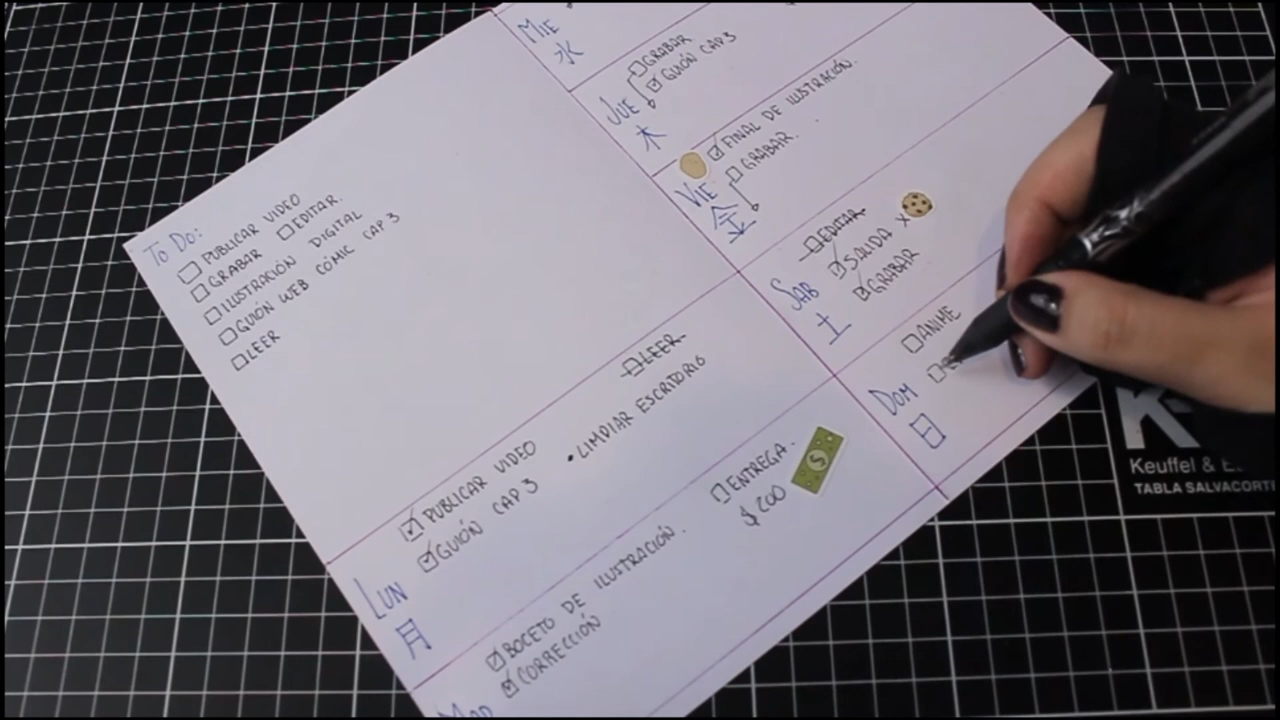 To Do:
PUBLICAR VIDEO
GRABAR EDITAR.
ILUSTRACIÓN DIGITAL
GUIÓN WEB CÓMIC CAP 3
LEER
LUN
月
PUBLICAR VIDEO
GUIÓN CAP 3
LEER
• LIMPIAR ESCRITORIO
MAR
BOCETO DE ILUSTRACIÓN.
CORRECCIÓN
ENTREGA.
$ 200
$
MIE
水
JUE
木
GRABAR
GUIÓN CAP 3
VIE
金
FINAL DE ILUSTRACIÓN.
GRABAR.
SAB
土
EDITAR
SALIDA X
GRABAR
DOM
日
ANIME
K
Keuffel &
TABLA SALVACORTE